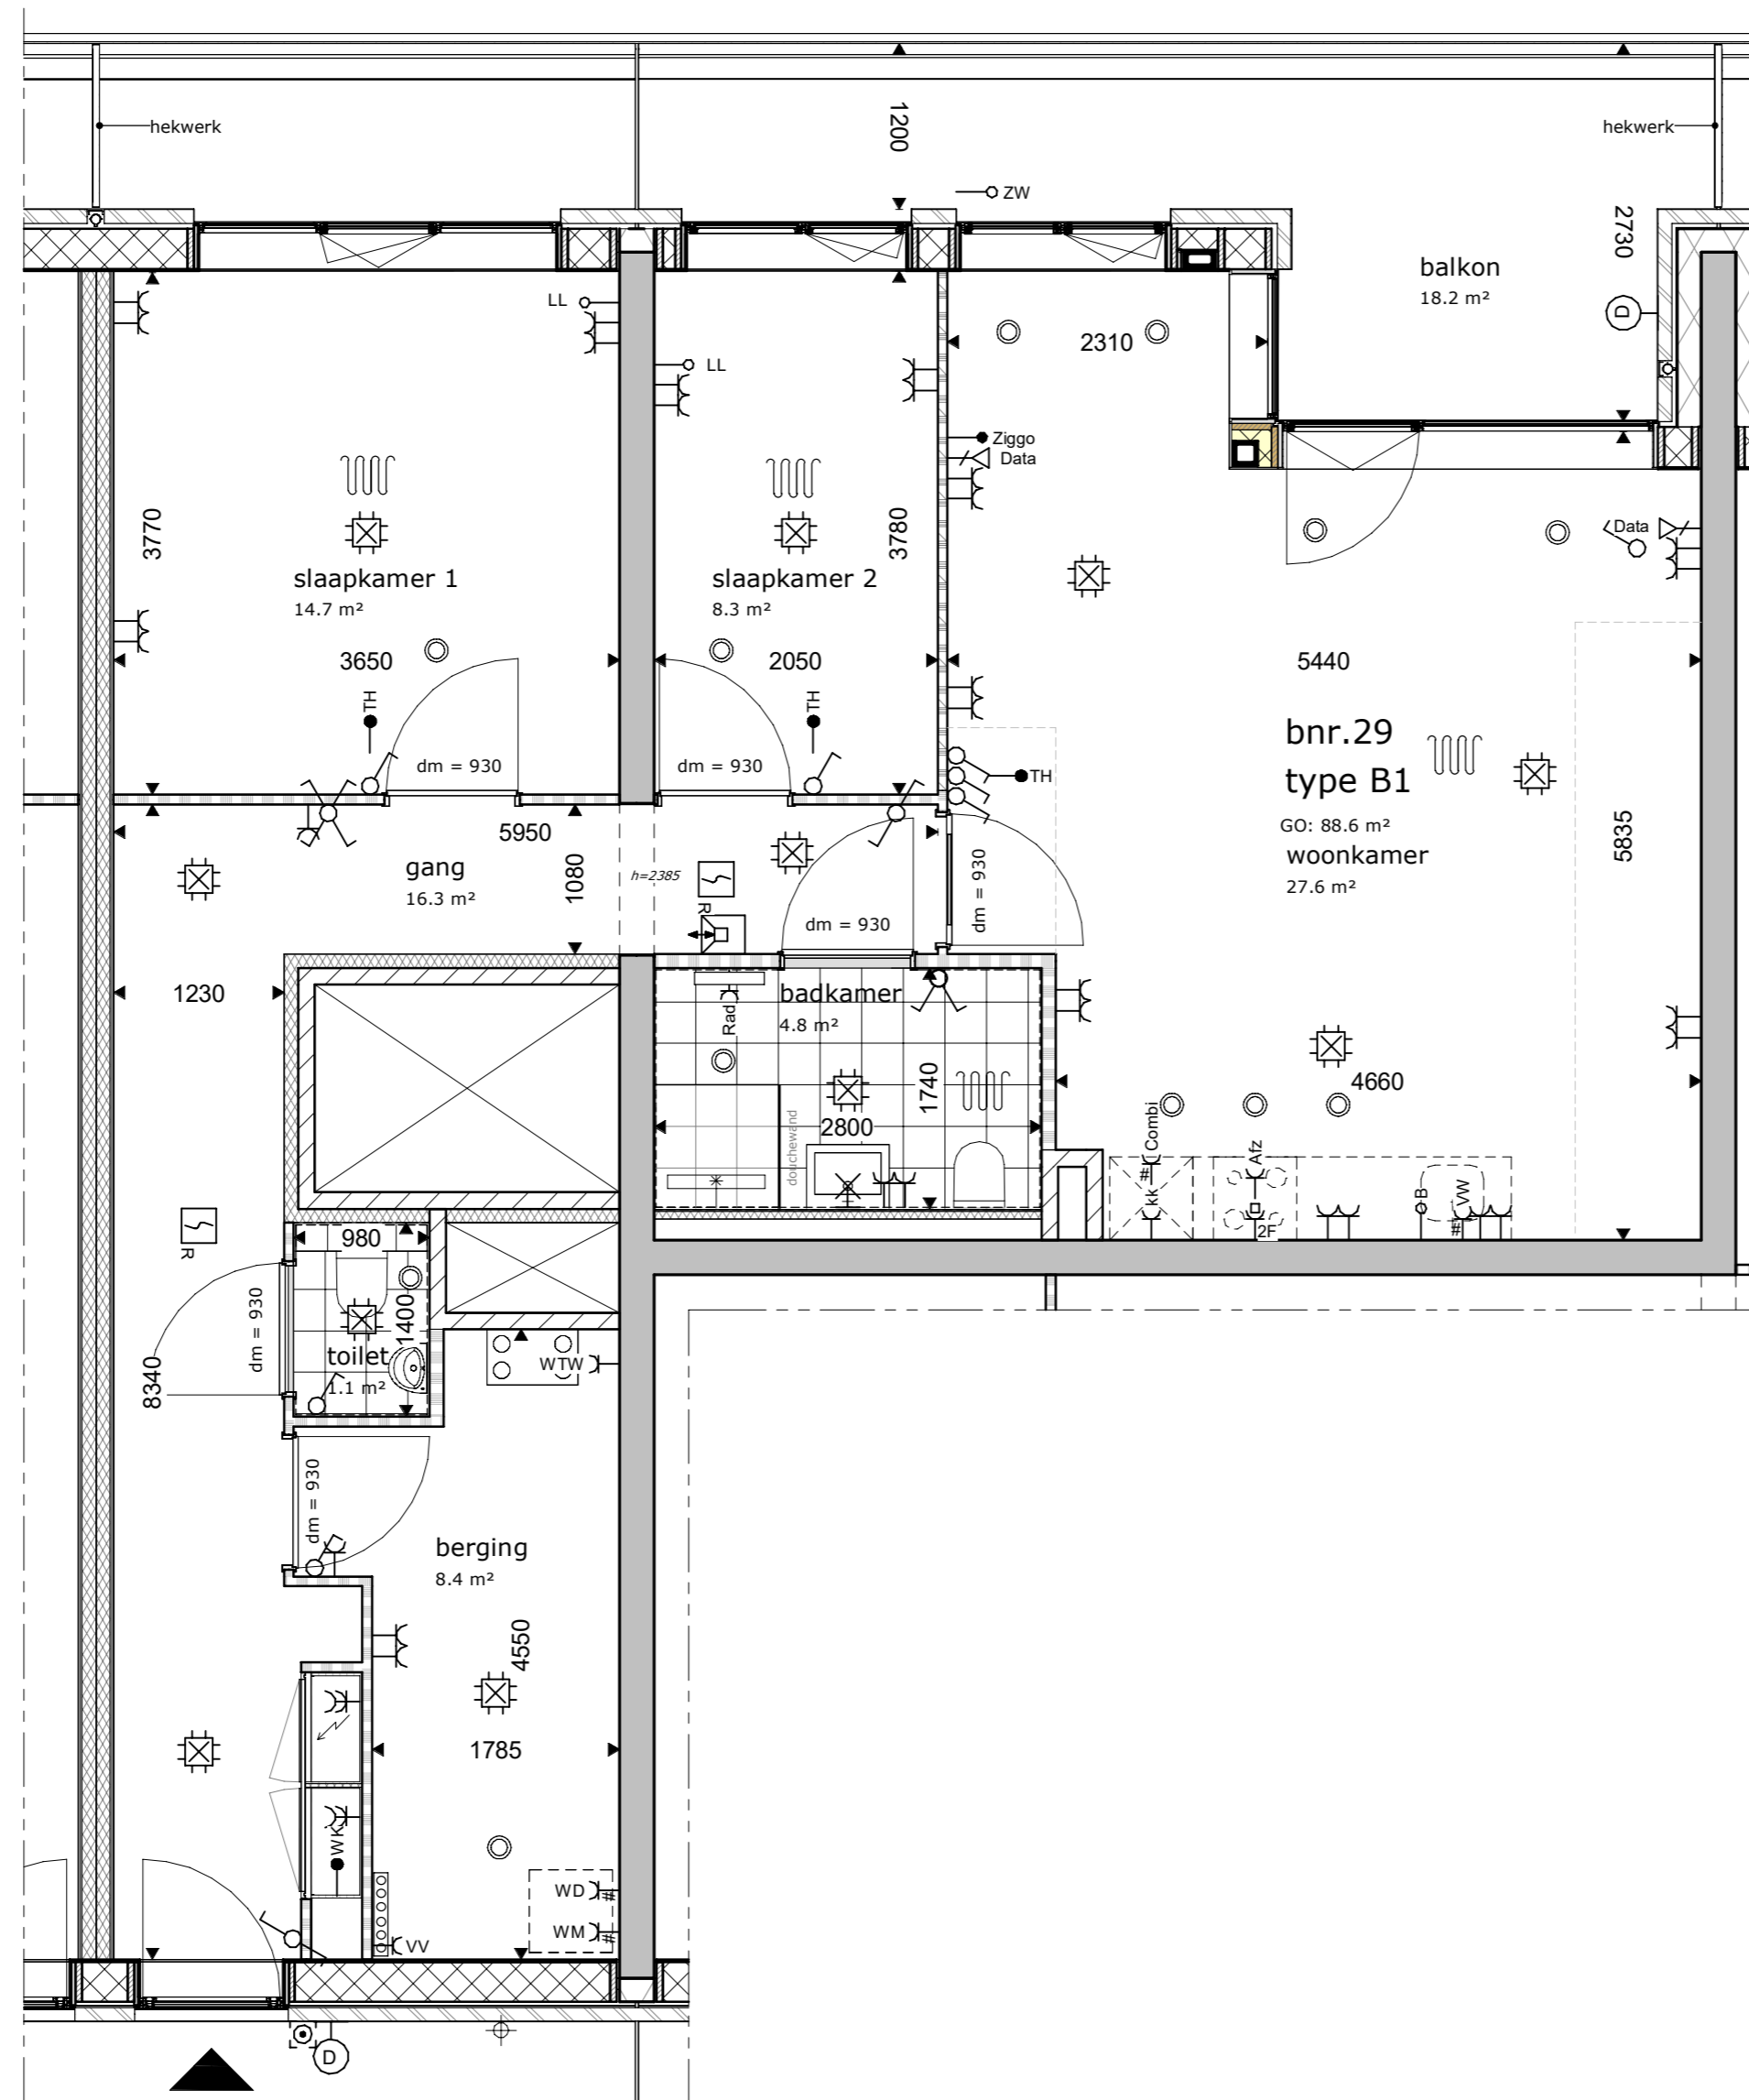 hekwerk
hekwerk
1200
ZW
2730
balkon
18.2 m²
D
LL
LL
2310
Ziggo
Data
Data
3770
3780
slaapkamer 1
14.7 m²
slaapkamer 2
8.3 m²
3650
2050
5440
TH
TH
bnr.29
type B1
GO: 88.6 m²
woonkamer
27.6 m²
TH
dm = 930
dm = 930
5950
gang
16.3 m²
1080
h=2385
R
dm = 930
dm = 930
5835
1230
badkamer
4.8 m²
Rad
1740
2800
douchewand
4660
Combi
kk
Afz
2F
B
VW
#
#
R
980
1400
toilet
1.1 m²
dm = 930
8340
WTW
dm = 930
berging
8.4 m²
4550
1785
WK
WD
#
WM
#
VV
D